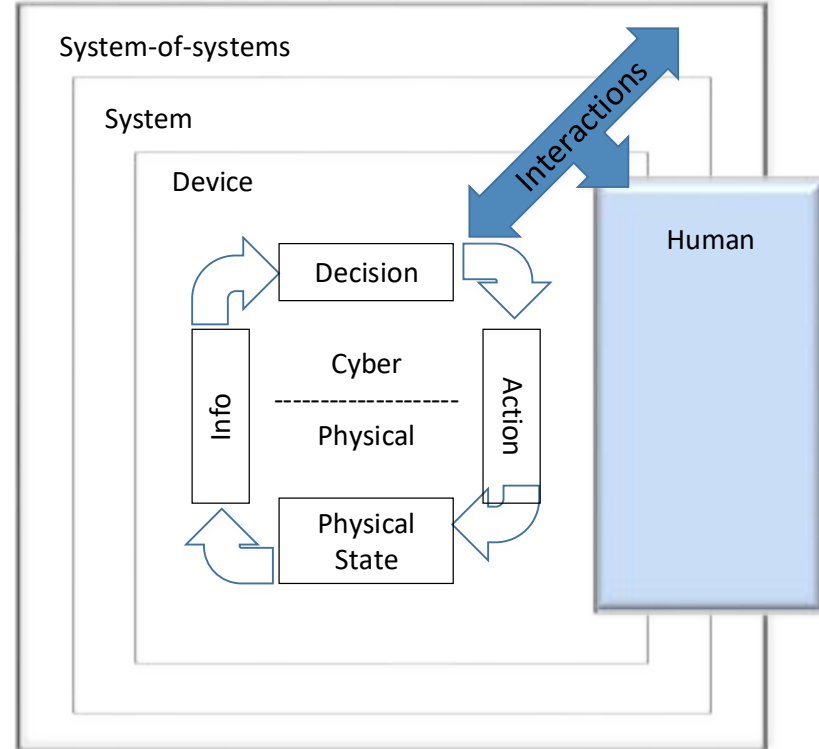 System-of-systems
System
Interactions
Device
Human
Decision
Cyber
--------------------
Physical
Info
Action
Physical
State